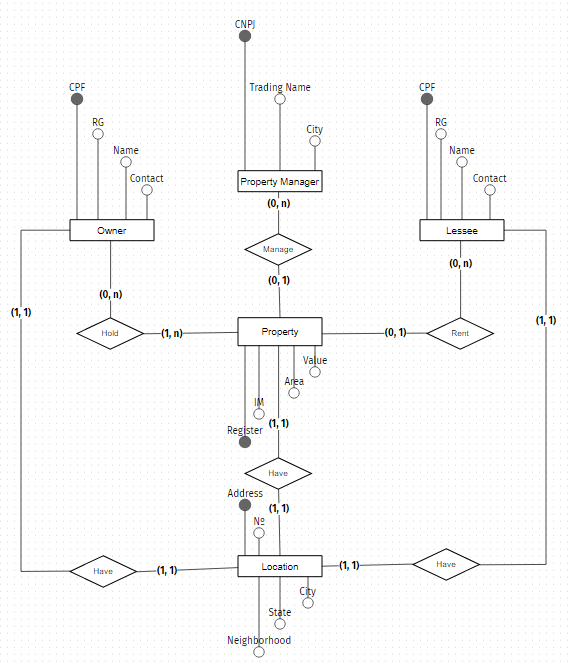 CNPJ
CPF
Trading Name
CPF
RG
City
RG
Name
Name
Contact
Property Manager
Contact
(0, n)
Owner
Lessee
Manage
(0, n)
(0, 1)
(0, n)
(1, 1)
(1, 1)
Hold
(1, n)
Property
(0, 1)
Rent
Value
Area
IM
(1, 1)
Register
Have
Address
(1, 1)
Nº
Have
(1, 1)
Location
(1, 1)
Have
City
State
Neighborhood